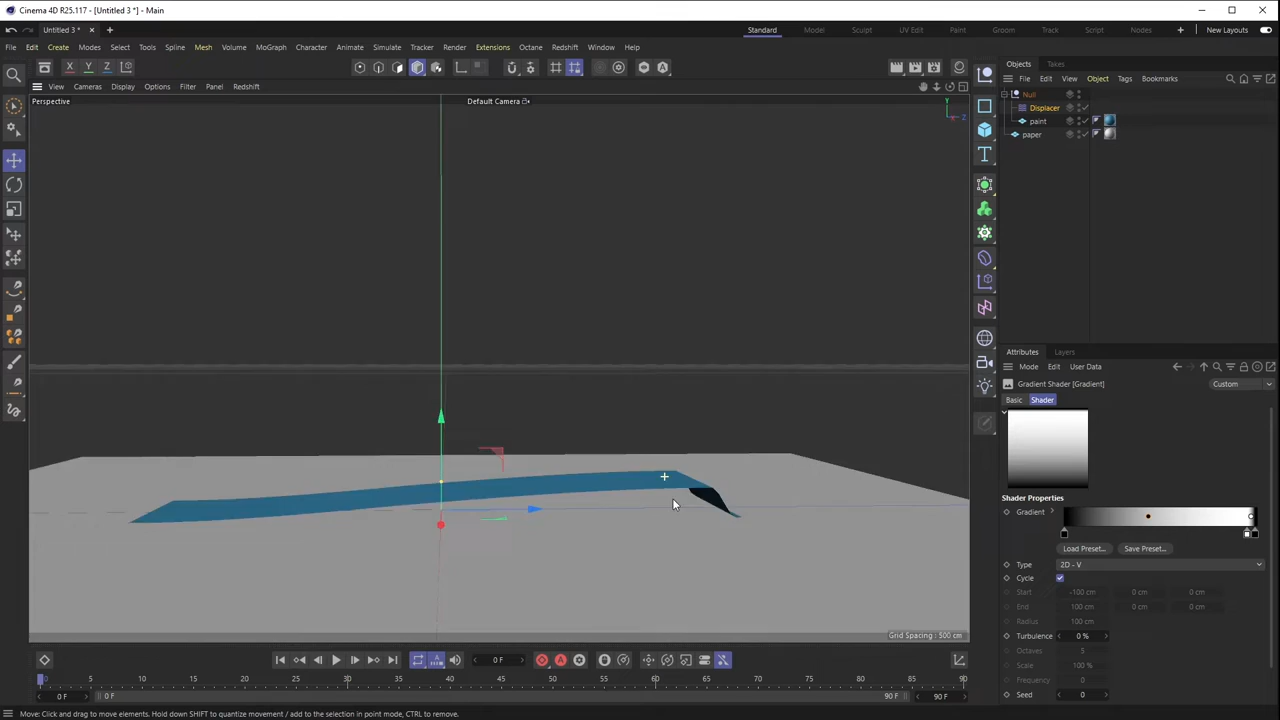 Cinema 4D R25.117 - [Untitled 3 *] - Main
Untitled 3 *
Standard Model Sculpt UV Edit Paint Groom Track Script Nodes New Layouts
File Edit Create Modes Select Tools Spline Mesh Volume MoGraph Character Animate Simulate Tracker Render Extensions Octane Redshift Window Help
Objects Takes
X Y Z
File Edit View Object Tags Bookmarks
View Cameras Display Options Filter Panel Redshift
Null
Perspective
Default Camera
Displacer
Y
Z
paint
paper
Attributes Layers
Mode Edit User Data
Gradient Shader [Gradient]
Custom
Basic Shader
Shader Properties
Gradient
Load Preset... Save Preset...
Type 2D - V
Cycle
Start -100 cm 0 cm 0 cm
End 100 cm 0 cm 0 cm
Radius 100 cm
Grid Spacing : 500 cm
Turbulence 0 %
Octaves 5
0 F
Scale 100 %
0 5 10 15 20 25 30 35 40 45 50 55 60 65 70 75 80 85 90
Frequency 0
0 F 0 F 90 F 90 F
Seed 0
Move: Click and drag to move elements. Hold down SHIFT to quantize movement / add to the selection in point mode, CTRL to remove.